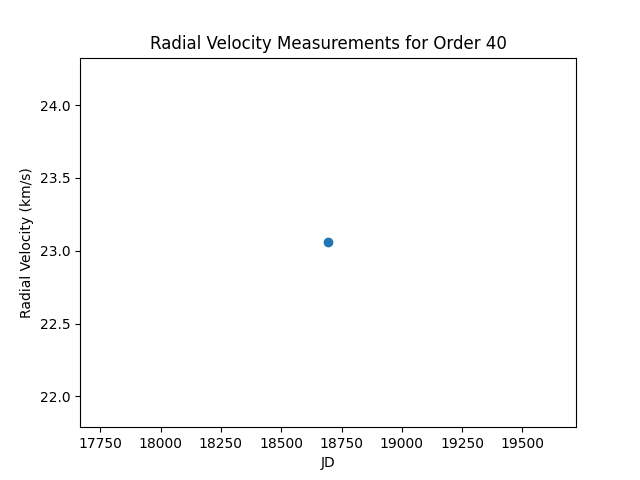 Radial Velocity Measurements for Order 40
24.0
23.5
23.0
22.5
22.0
Radial Velocity (km/s)
17750 18000 18250 18500 18750 19000 19250 19500
JD